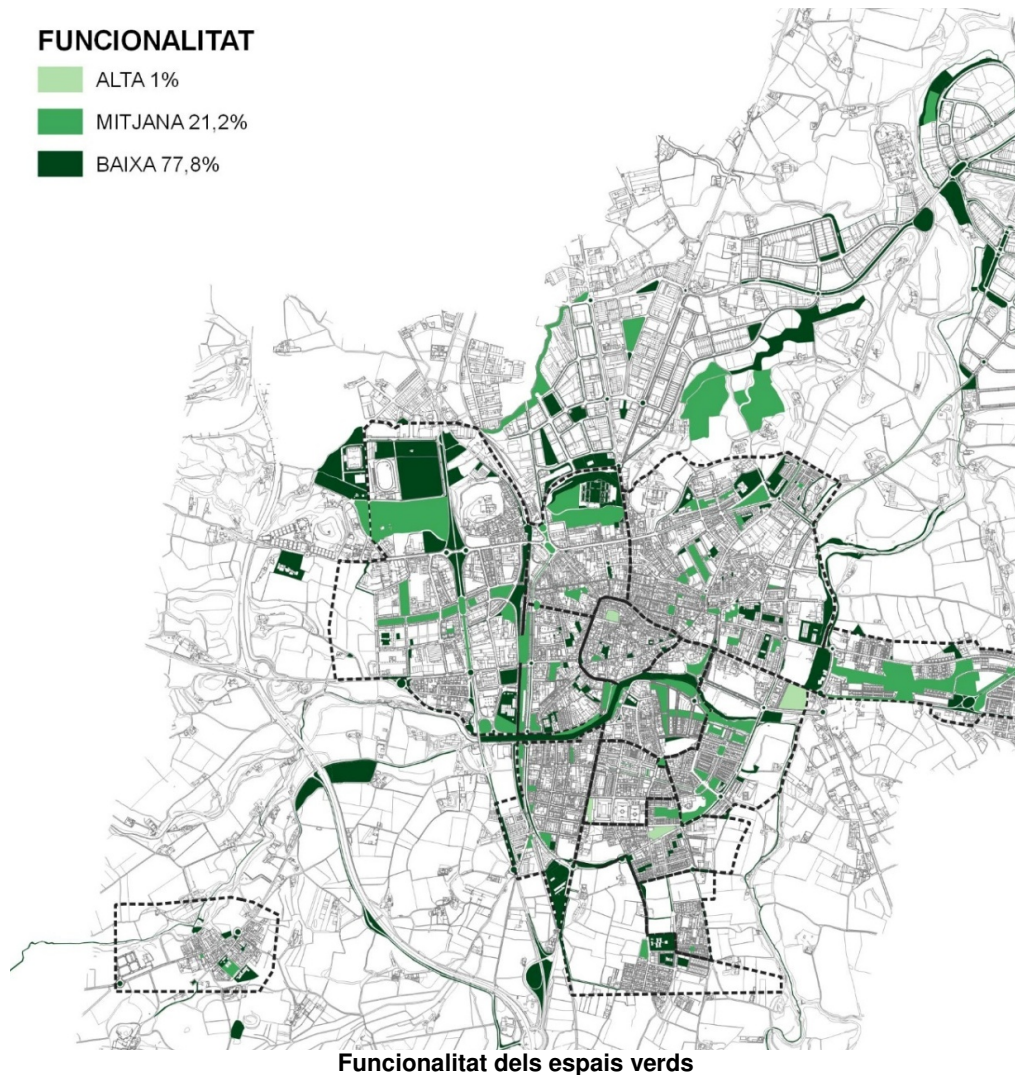 FUNCIONALITAT
ALTA 1%
MITJANA 21,2%
BAIXA 77,8%
Funcionalitat dels espais verds